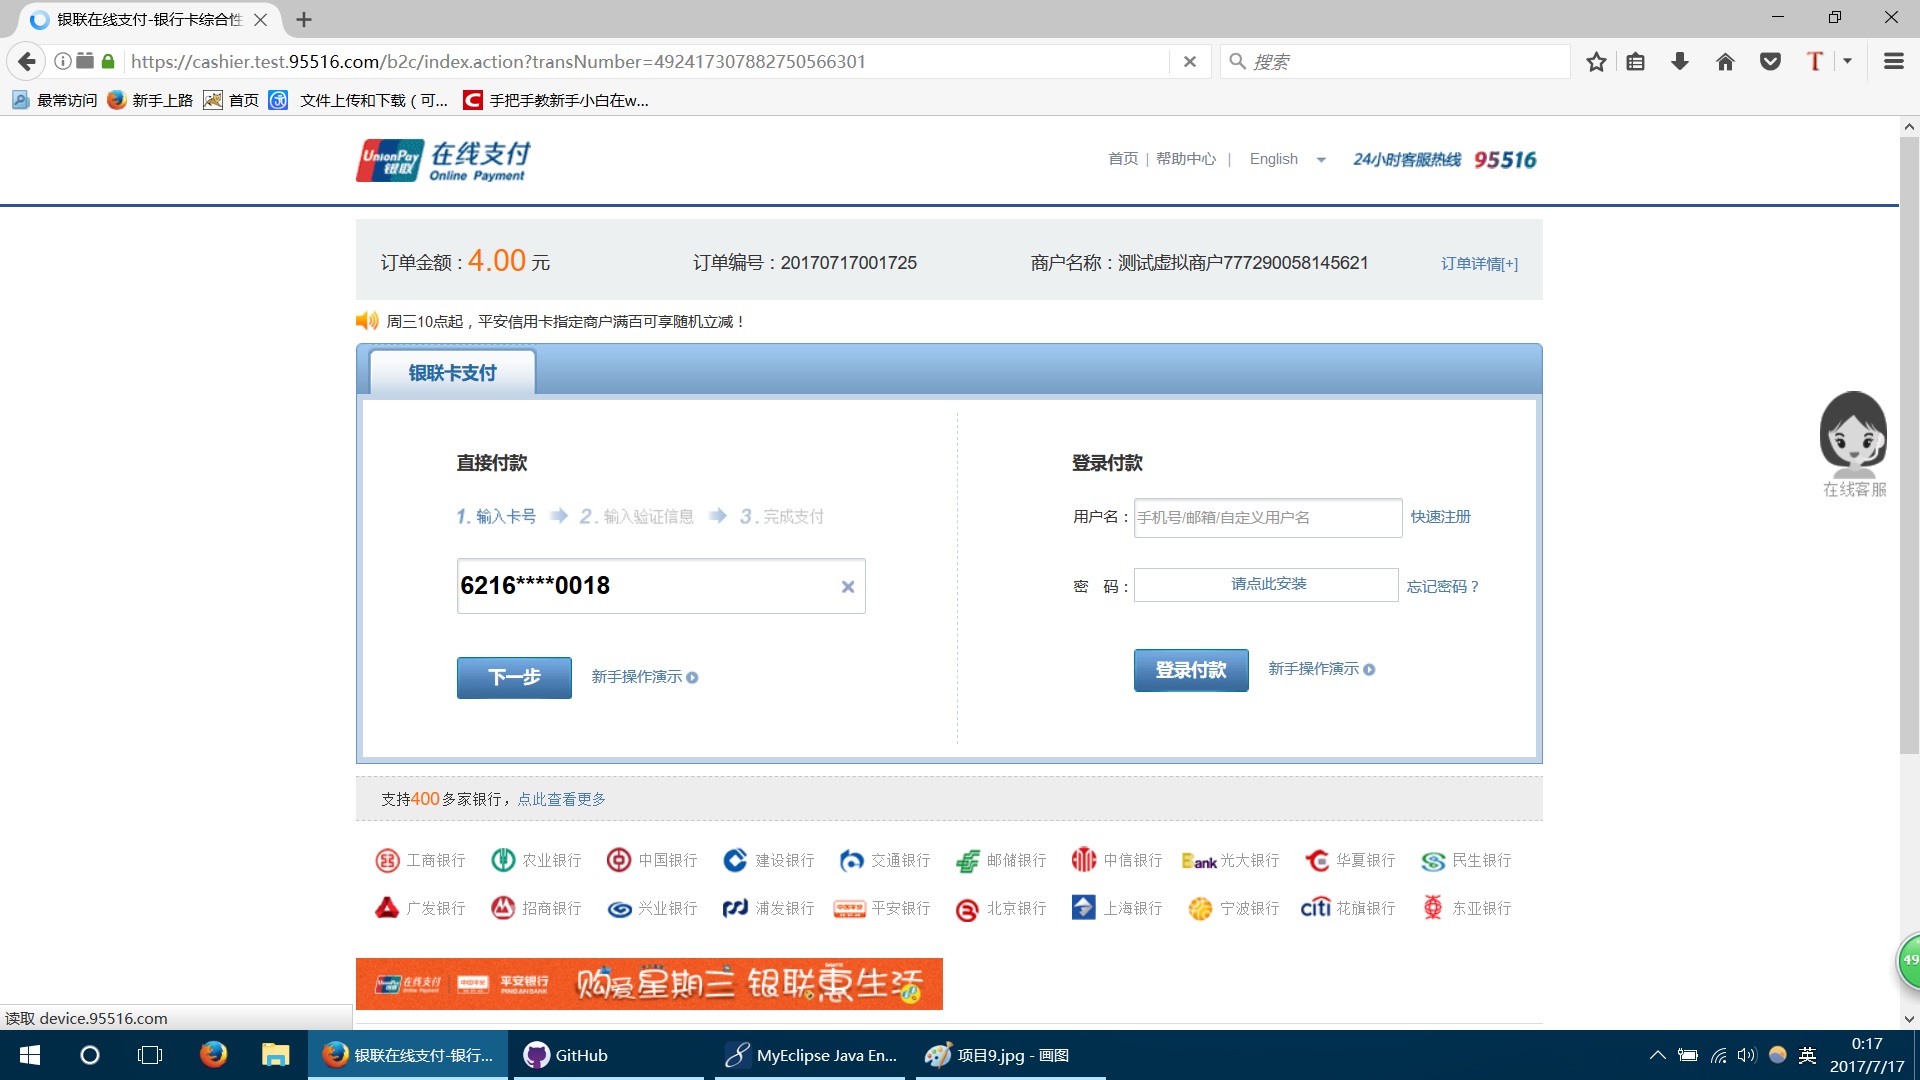 银联在线支付-银行卡综合性
https://cashier.test.95516.com/b2c/index.action?transNumber=492417307882750566301
搜索
最常访问 新手上路 首页 文件上传和下载（可... 手把手教新手小白在w...
UnionPay 银联 在线支付 Online Payment
首页 | 帮助中心 | English 24小时客服热线 95516
订单金额：4.00 元 订单编号：20170717001725 商户名称：测试虚拟商户777290058145621 订单详情[+]
周三10点起，平安信用卡指定商户满百可享随机立减！
银联卡支付
直接付款 登录付款
1. 输入卡号 2. 输入验证信息 3. 完成支付
用户名： 手机号/邮箱/自定义用户名 快速注册
6216****0018
密 码： 请点此安装 忘记密码？
下一步 新手操作演示
登录付款 新手操作演示
在线客服
支持400多家银行，点此查看更多
工商银行 农业银行 中国银行 建设银行 交通银行 邮储银行 中信银行 Bank 光大银行 华夏银行 民生银行
广发银行 招商银行 兴业银行 浦发银行 平安银行 北京银行 上海银行 宁波银行 citi 花旗银行 东亚银行
在线支付 平安银行 PING AN BANK 购爱星期三 银联惠生活
49
读取 device.95516.com
银联在线支付-银行... GitHub MyEclipse Java En... 项目9.jpg - 画图 英 0:17
2017/7/17